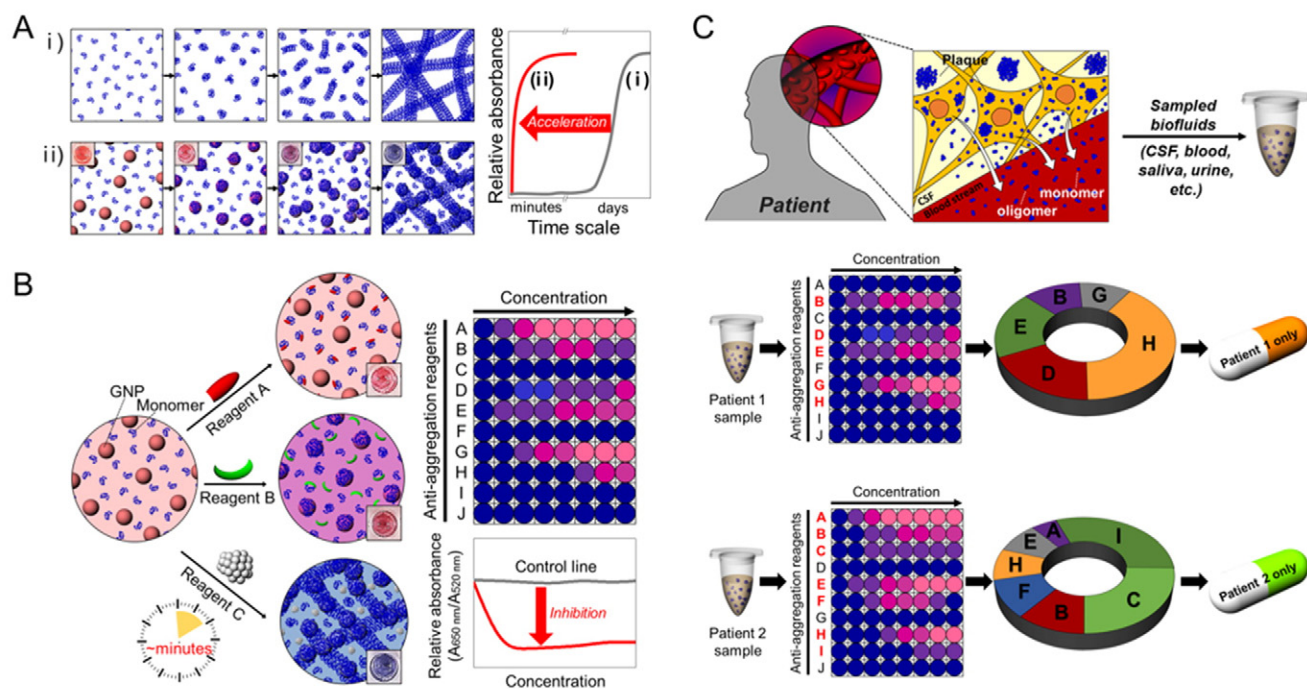 A
i)
ii)
Relative absorbance
(ii)
(i)
Acceleration
minutes
days
Time scale
B
GNP
Monomer
Reagent A
Reagent B
Reagent C
~minutes
Concentration
Anti-aggregation reagents
A
B
C
D
E
F
G
H
I
J
Relative absorbance
(A650 nm/A520 nm)
Control line
Inhibition
Concentration
C
Patient
Plaque
CSF
Blood stream
monomer
oligomer
Sampled
biofluids
(CSF, blood,
saliva, urine,
etc.)
Patient 1
sample
Concentration
Anti-aggregation reagents
A
B
C
D
E
F
G
H
I
J
B
G
E
H
D
Patient 1 only
Patient 2
sample
Concentration
Anti-aggregation reagents
A
B
C
D
E
F
G
H
I
J
A
E
I
H
F
C
B
Patient 2 only